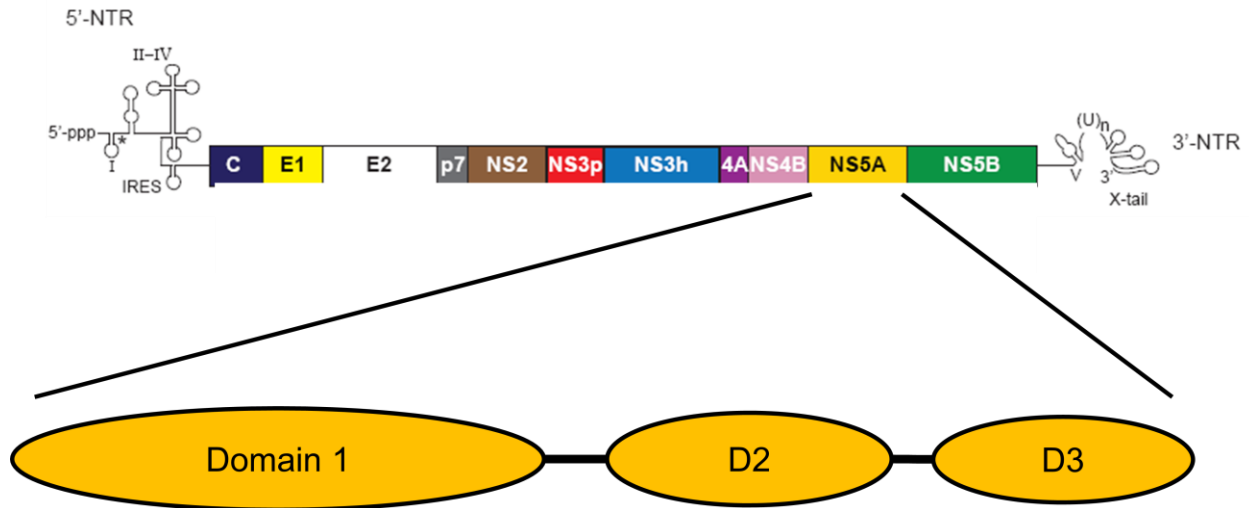 5'-NTR
II–IV
5'-ppp
*
I
IRES
C E1 E2 p7 NS2 NS3p NS3h 4A NS4B NS5A NS5B
(U)n
V
3'
X-tail
3'-NTR
Domain 1 D2 D3